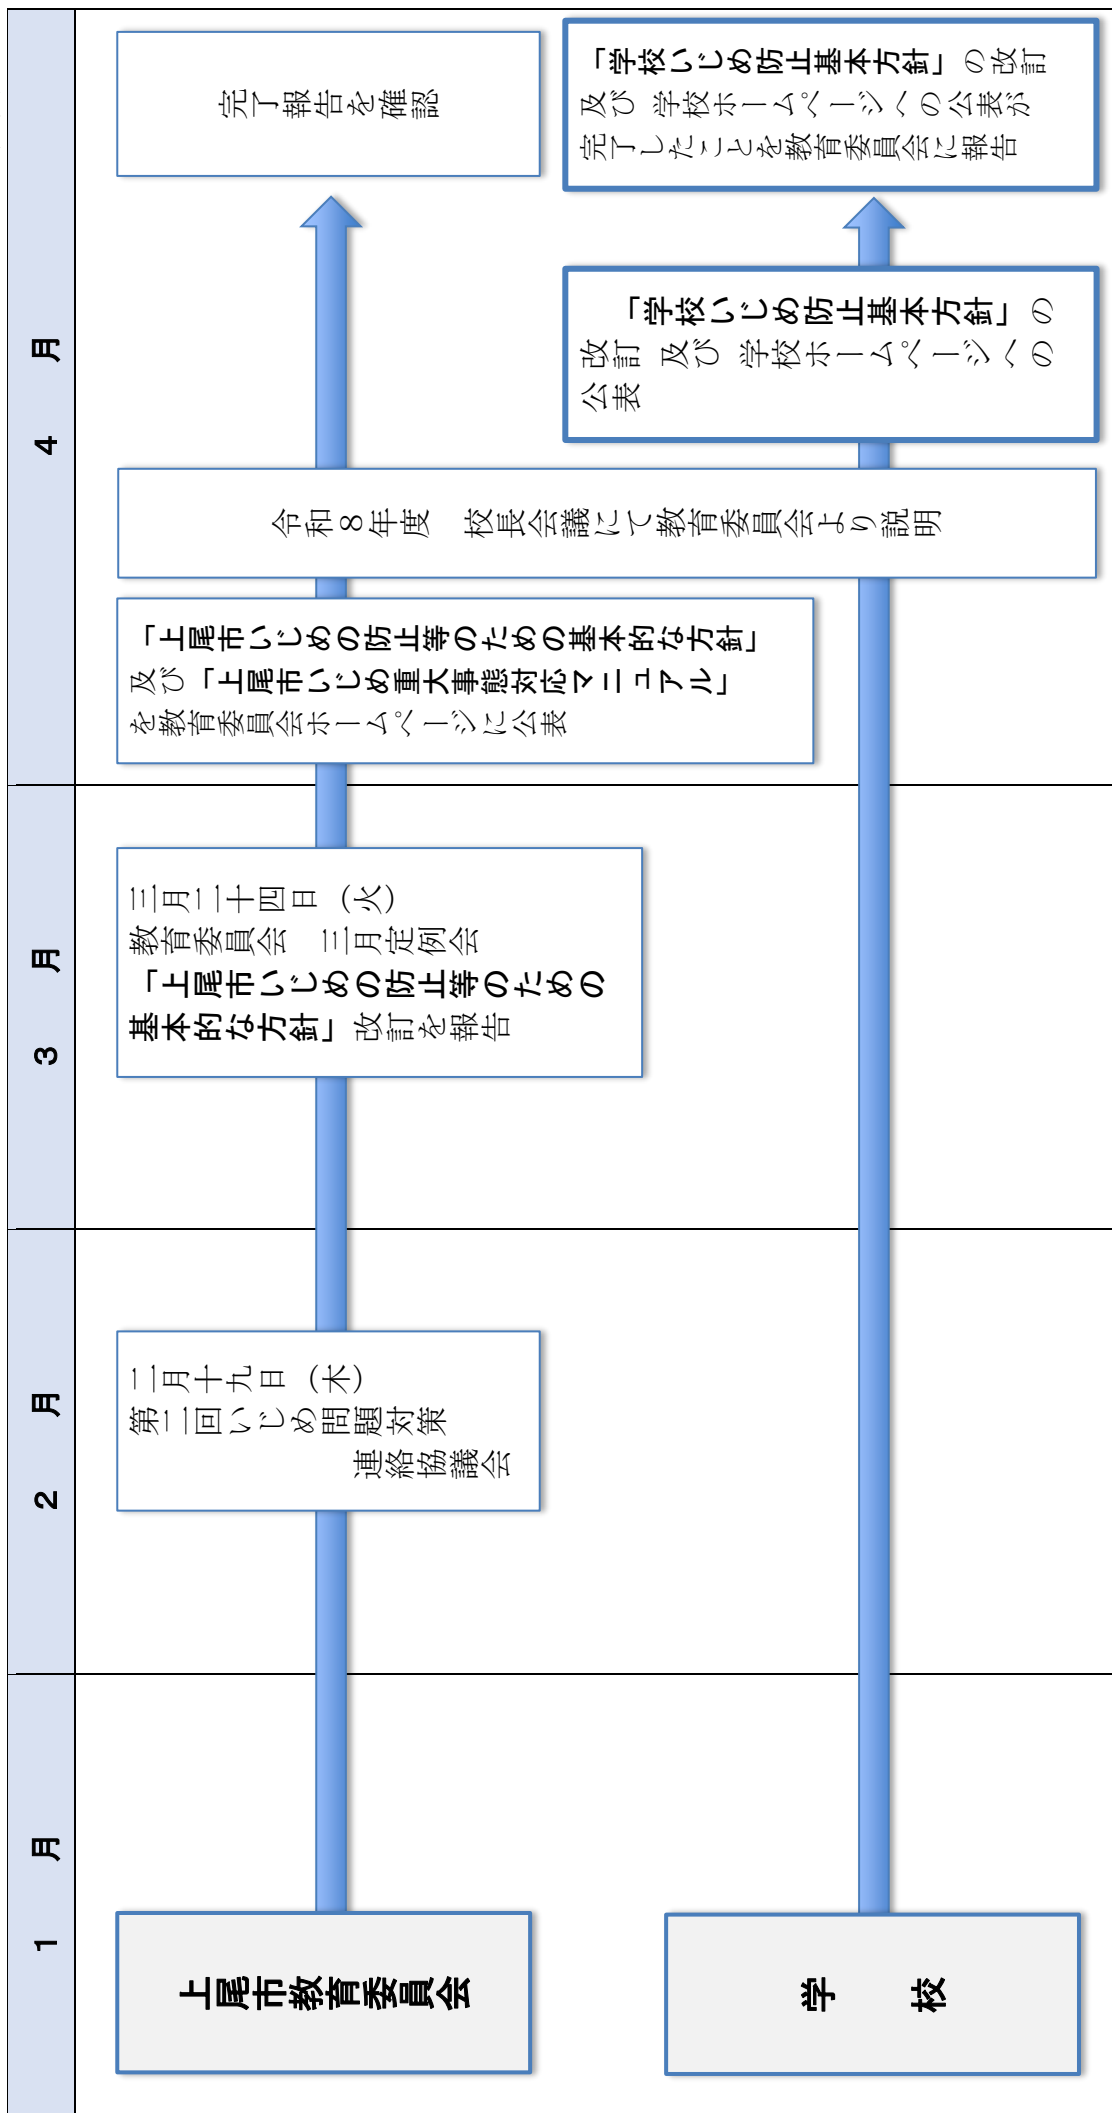 1　月
2　月
3　月
4　月
上尾市教育委員会
二月十九日（木）
第二回いじめ問題対策
連絡協議会
三月二十四日（火）
教育委員会　三月定例会
「上尾市いじめの防止等のための
基本的な方針」改訂を報告
「上尾市いじめの防止等のための基本的な方針」
及び「上尾市いじめ重大事態対応マニュアル」
を教育委員会ホームページに公表
令和８年度　校長会議にて教育委員会より説明
完了報告を確認
学　校
「学校いじめ防止基本方針」の
改訂 及び 学校ホームページへの
公表
「学校いじめ防止基本方針」の改訂
及び 学校ホームページへの公表が
完了したことを教育委員会に報告